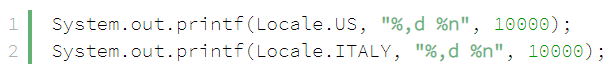 1 System.out.printf(Locale.US, "%,d %n", 10000);
2 System.out.printf(Locale.ITALY, "%,d %n", 10000);